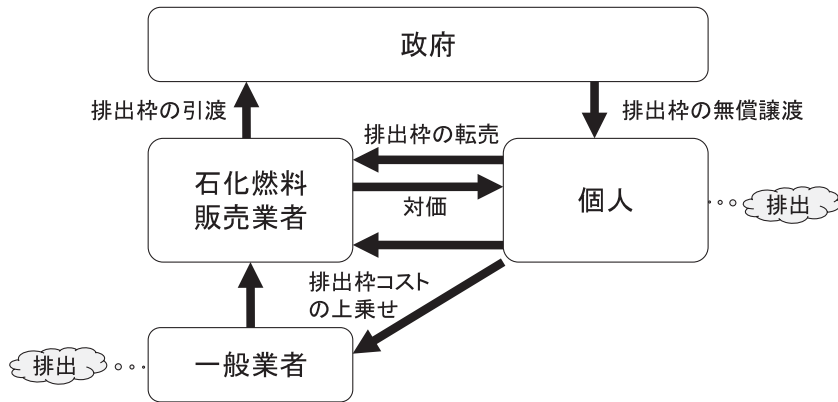 政府
排出枠の引渡
排出枠の無償譲渡
排出枠の転売
石化燃料
販売業者
対価
個人
排出
排出枠コスト
の上乗せ
一般業者
排出